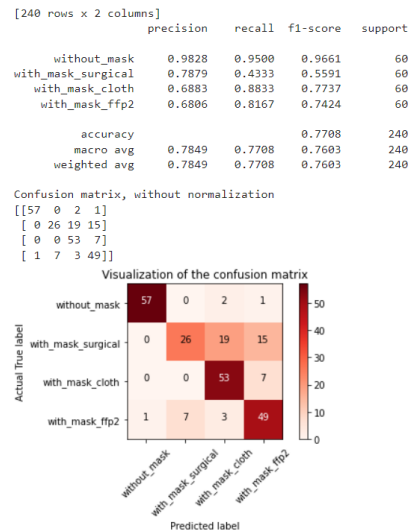 [240 rows x 2 columns]
precision recall f1-score support
without_mask 0.9828 0.9500 0.9661 60
with_mask_surgical 0.7879 0.4333 0.5591 60
with_mask_cloth 0.6883 0.8833 0.7737 60
with_mask_ffp2 0.6806 0.8167 0.7424 60
accuracy 0.7708 240
macro avg 0.7849 0.7708 0.7603 240
weighted avg 0.7849 0.7708 0.7603 240
Confusion matrix, without normalization
[[57 0 2 1]
[ 0 26 19 15]
[ 0 0 53 7]
[ 1 7 3 49]]
Visualization of the confusion matrix
Actual True label
without_mask 57 0 2 1
with_mask_surgical 0 26 19 15
with_mask_cloth 0 0 53 7
with_mask_ffp2 1 7 3 49
50
40
30
20
10
0
without_mask
with_mask_surgical
with_mask_cloth
with_mask_ffp2
Predicted label